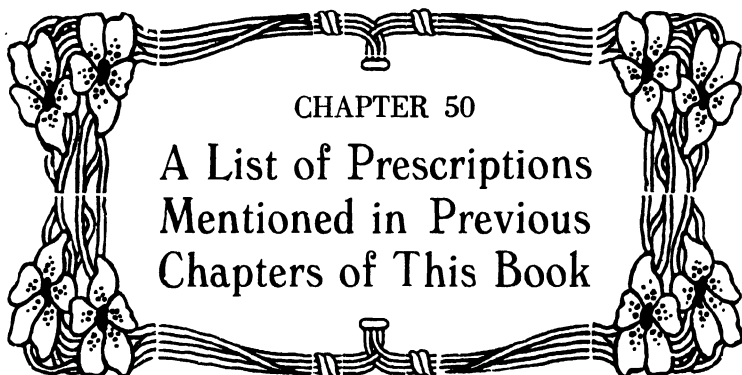 CHAPTER 50
A List of Prescriptions
Mentioned in Previous
Chapters of This Book